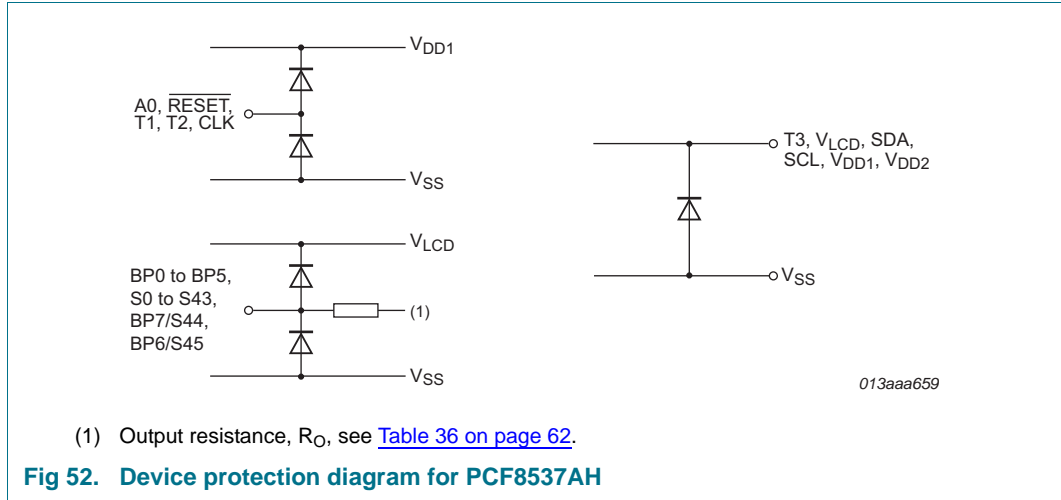 VDD1
A0, RESET,
T1, T2, CLK
VSS
VLCD
BP0 to BP5,
S0 to S43,
BP7/S44,
BP6/S45
(1)
VSS
T3, VLCD, SDA,
SCL, VDD1, VDD2
VSS
013aaa659
(1) Output resistance, RO, see Table 36 on page 62.
Fig 52. Device protection diagram for PCF8537AH